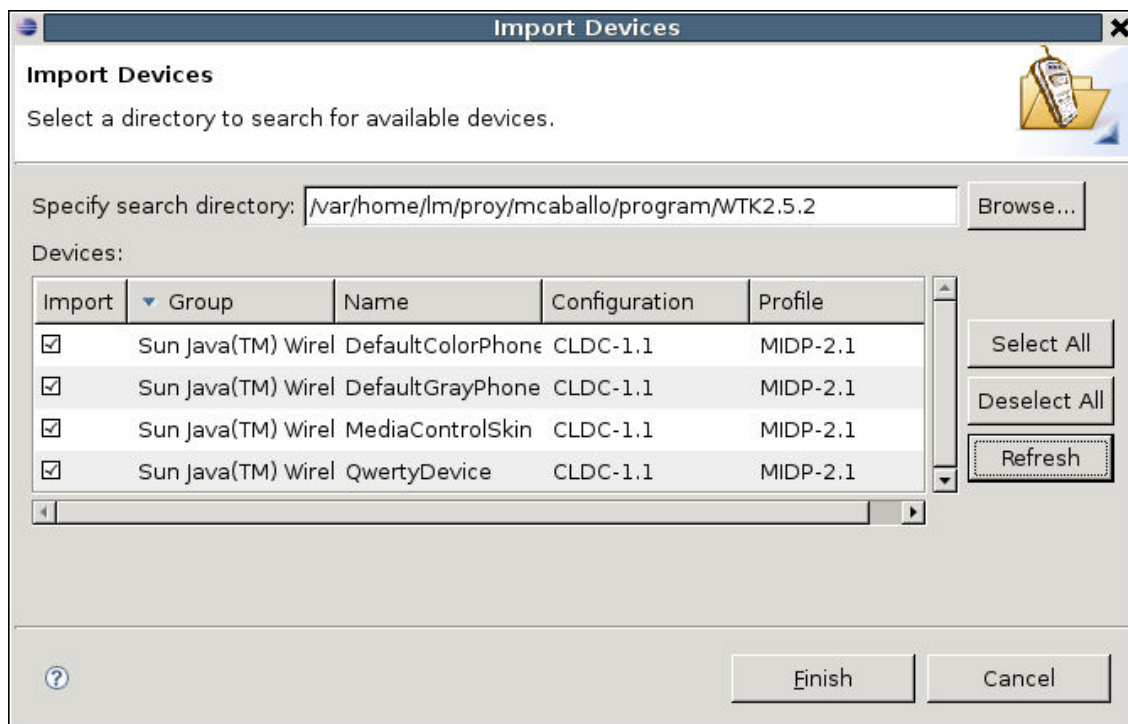 Import Devices
Import Devices
Select a directory to search for available devices.
Specify search directory: /var/home/lm/proy/mcaballo/program/WTK2.5.2 Browse...
Devices:
Import Group Name Configuration Profile
Sun Java(TM) Wirel DefaultColorPhone CLDC-1.1 MIDP-2.1
Sun Java(TM) Wirel DefaultGrayPhone CLDC-1.1 MIDP-2.1
Sun Java(TM) Wirel MediaControlSkin CLDC-1.1 MIDP-2.1
Sun Java(TM) Wirel QwertyDevice CLDC-1.1 MIDP-2.1
Select All
Deselect All
Refresh
? Finish Cancel